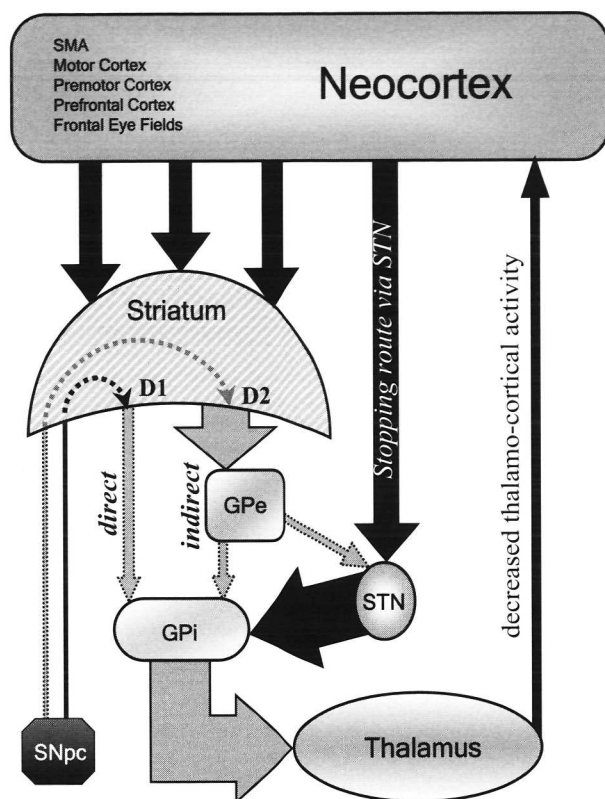 SMA
Motor Cortex
Premotor Cortex
Prefrontal Cortex
Frontal Eye Fields
Neocortex
Stopping route via STN
decreased thalamo-cortical activity
Striatum
D1
D2
direct
indirect
GPe
STN
GPi
SNpc
Thalamus